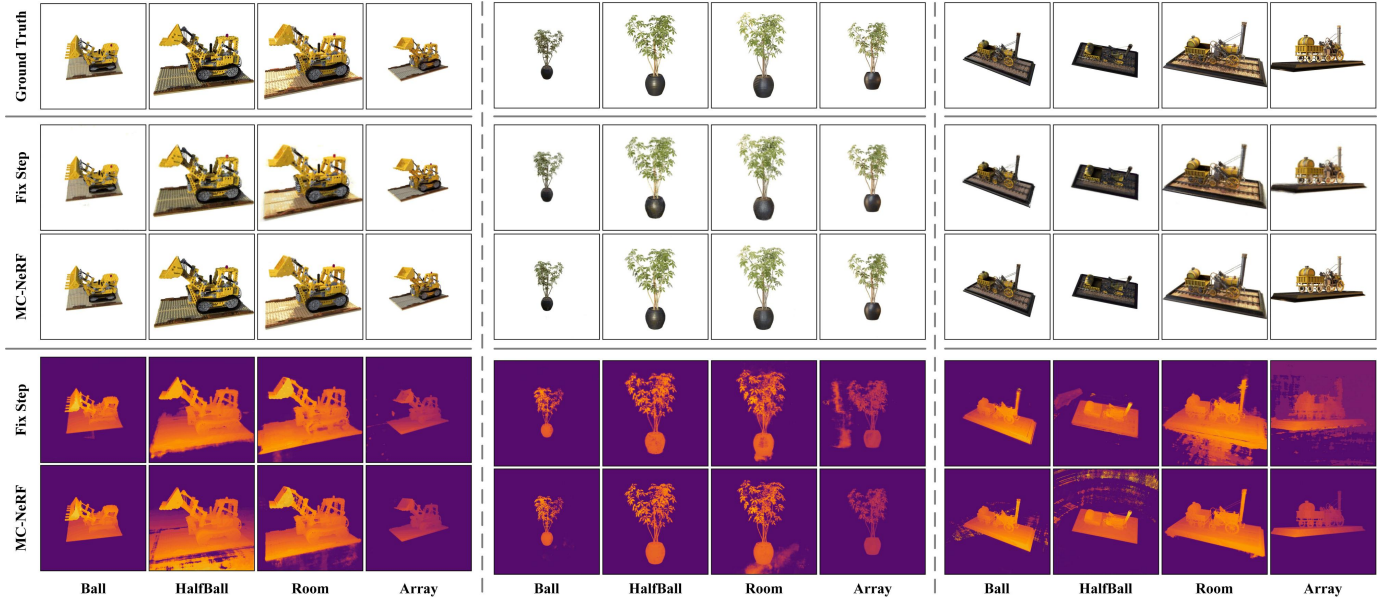 Ground Truth
Fix Step
MC-NeRF
Fix Step
MC-NeRF
Ball HalfBall Room Array Ball HalfBall Room Array Ball HalfBall Room Array